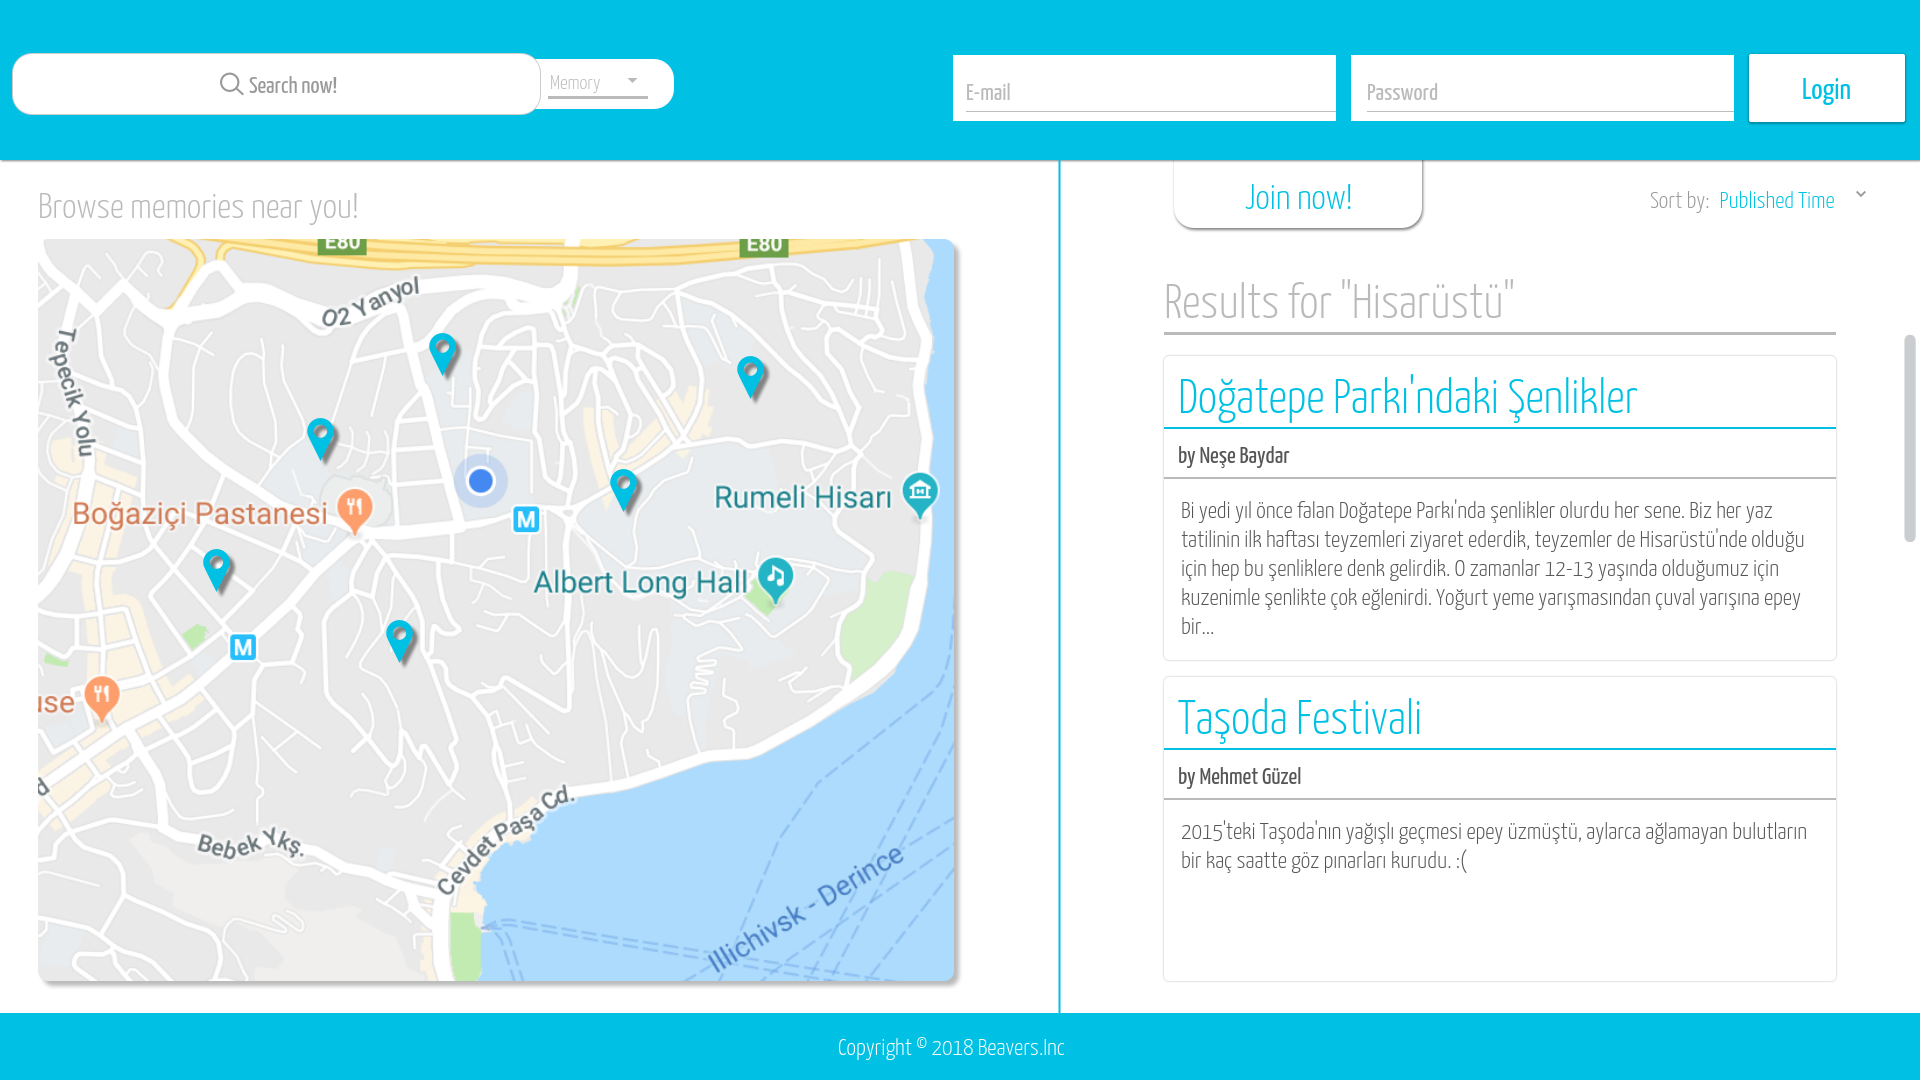 Search now!
Memory
E-mail
Password
Login
Browse memories near you!
Join now!
Sort by: Published Time
E80
E80
O2 Yanyol
Tepecik Yolu
Boğaziçi Pastanesi
M
Rumeli Hisarı
Albert Long Hall
M
use
d
Bebek Ykş.
Cevdet Paşa Cd.
Illichivsk - Derince
Results for "Hisarüstü"
Doğatepe Parkı'ndaki Şenlikler
by Neşe Baydar
Bi yedi yıl önce falan Doğatepe Parkı'nda şenlikler olurdu her sene. Biz her yaz
tatilinin ilk haftası teyzemleri ziyaret ederdik, teyzemler de Hisarüstü'nde olduğu
için hep bu şenliklere denk gelirdik. O zamanlar 12-13 yaşında olduğumuz için
kuzenimle şenlikte çok eğlenirdi. Yoğurt yeme yarışmasından çuval yarışına epey
bir...
Taşoda Festivali
by Mehmet Güzel
2015'teki Taşoda'nın yağışlı geçmesi epey üzmüştü, aylarca ağlamayan bulutların
bir kaç saatte göz pınarları kurudu. :(
Copyright © 2018 Beavers.Inc